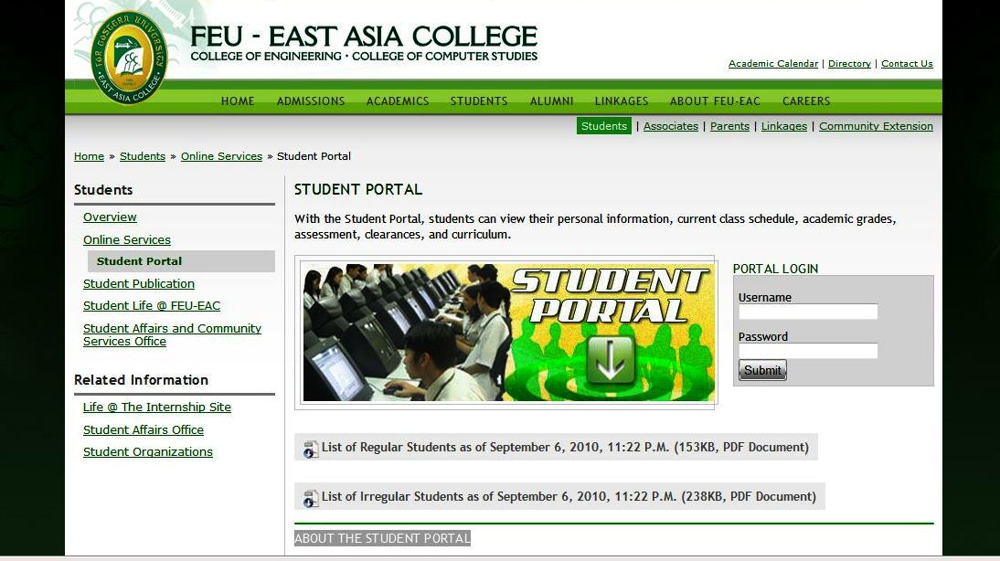 FAR EASTERN UNIVERSITY
EAST ASIA COLLEGE
FEU - EAST ASIA COLLEGE
COLLEGE OF ENGINEERING • COLLEGE OF COMPUTER STUDIES
Academic Calendar | Directory | Contact Us
HOME ADMISSIONS ACADEMICS STUDENTS ALUMNI LINKAGES ABOUT FEU-EAC CAREERS
Students | Associates | Parents | Linkages | Community Extension
Home » Students » Online Services » Student Portal
Students
Overview
Online Services
Student Portal
Student Publication
Student Life @ FEU-EAC
Student Affairs and Community
Services Office
Related Information
Life @ The Internship Site
Student Affairs Office
Student Organizations
STUDENT PORTAL
With the Student Portal, students can view their personal information, current class schedule, academic grades,
assessment, clearances, and curriculum.
STUDENT
PORTAL
PORTAL LOGIN
Username
Password
Submit
List of Regular Students as of September 6, 2010, 11:22 P.M. (153KB, PDF Document)
List of Irregular Students as of September 6, 2010, 11:22 P.M. (238KB, PDF Document)
ABOUT THE STUDENT PORTAL